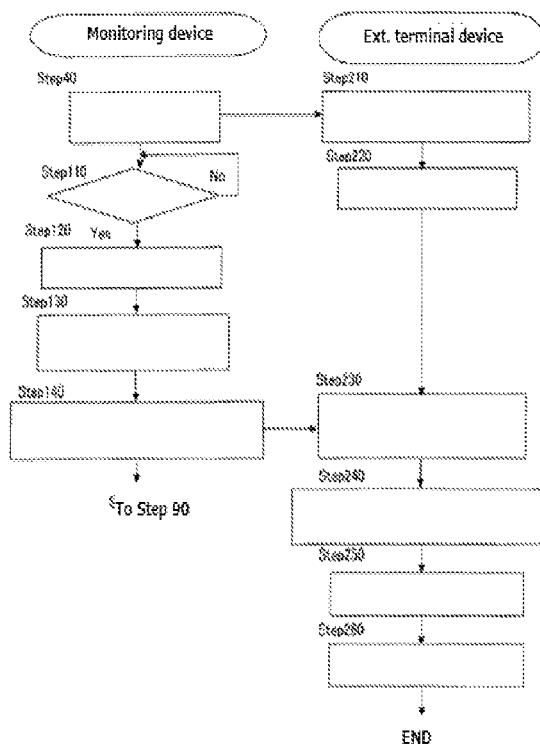 Monitoring device
Ext. terminal device
Step40
Step210
Step110
No
Step220
Step120
Yes
Step130
Step140
Step230
To Step 90
Step240
Step250
Step260
END